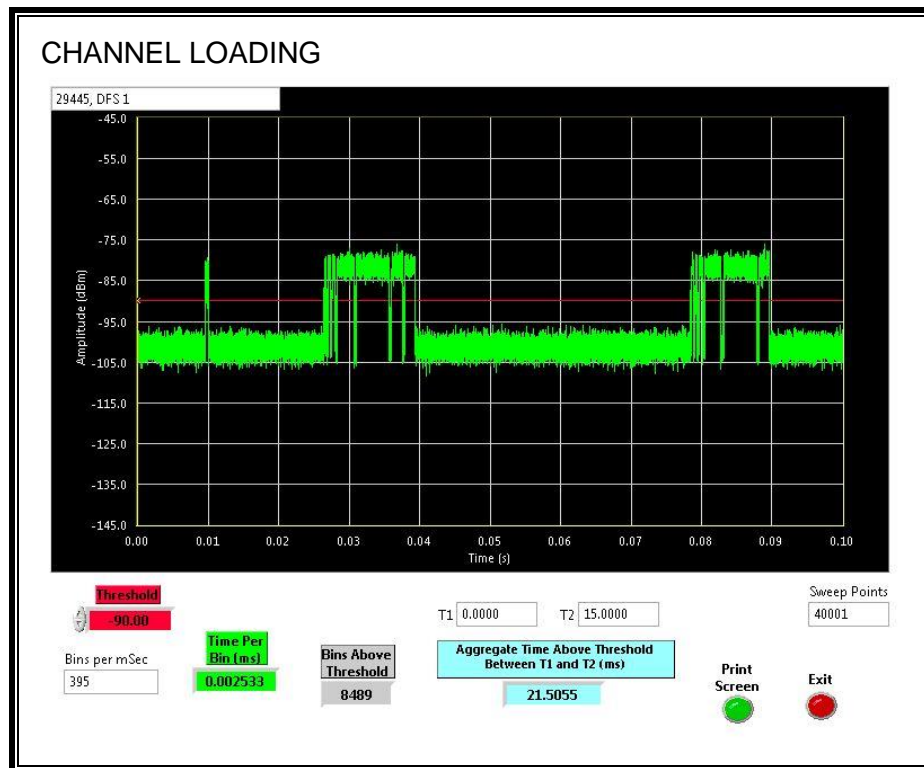 CHANNEL LOADING
29445, DFS 1
Amplitude (dBm)
-45.0
-55.0
-65.0
-75.0
-85.0
-95.0
-105.0
-115.0
-125.0
-135.0
-145.0
0.00 0.01 0.02 0.03 0.04 0.05 0.06 0.07 0.08 0.09 0.10
Time (s)
Threshold
-90.00
T1 0.0000 T2 15.0000
Sweep Points
40001
Bins per mSec
395
Time Per
Bin (ms)
0.002533
Bins Above
Threshold
8489
Aggregate Time Above Threshold
Between T1 and T2 (ms)
21.5055
Print
Screen
Exit